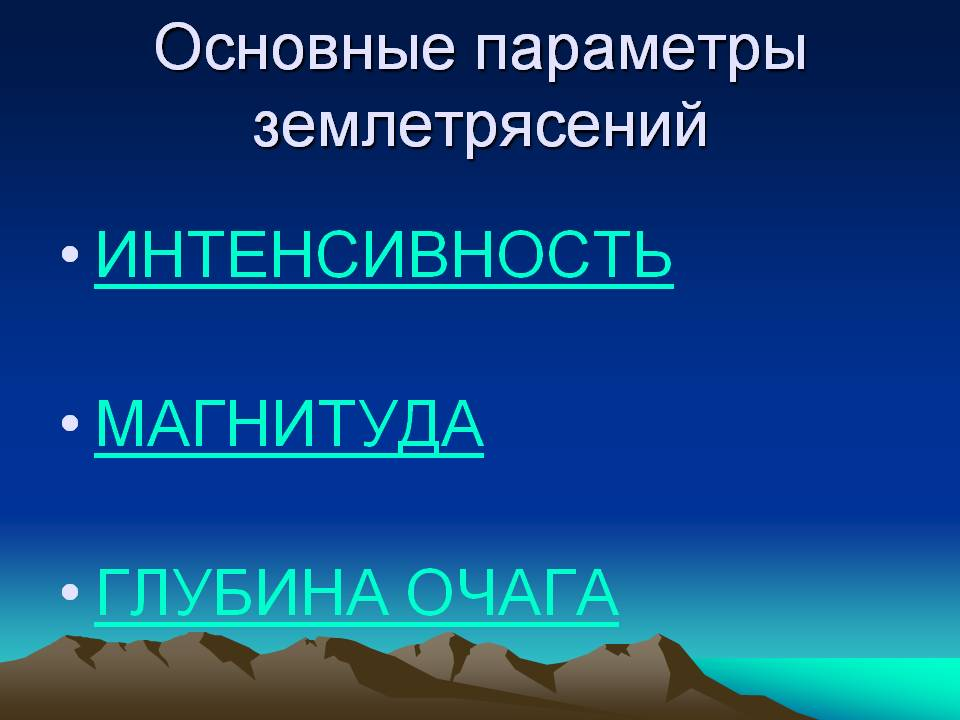 Основные параметры
землетрясений
• ИНТЕНСИВНОСТЬ
• МАГНИТУДА
• ГЛУБИНА ОЧАГА